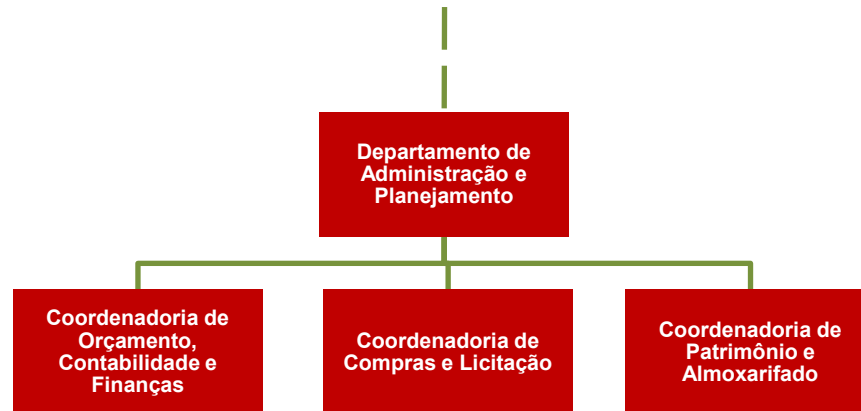 Departamento de
Administração e
Planejamento
Coordenadoria de
Orçamento,
Contabilidade e
Finanças
Coordenadoria de
Compras e Licitação
Coordenadoria de
Patrimônio e
Almoxarifado